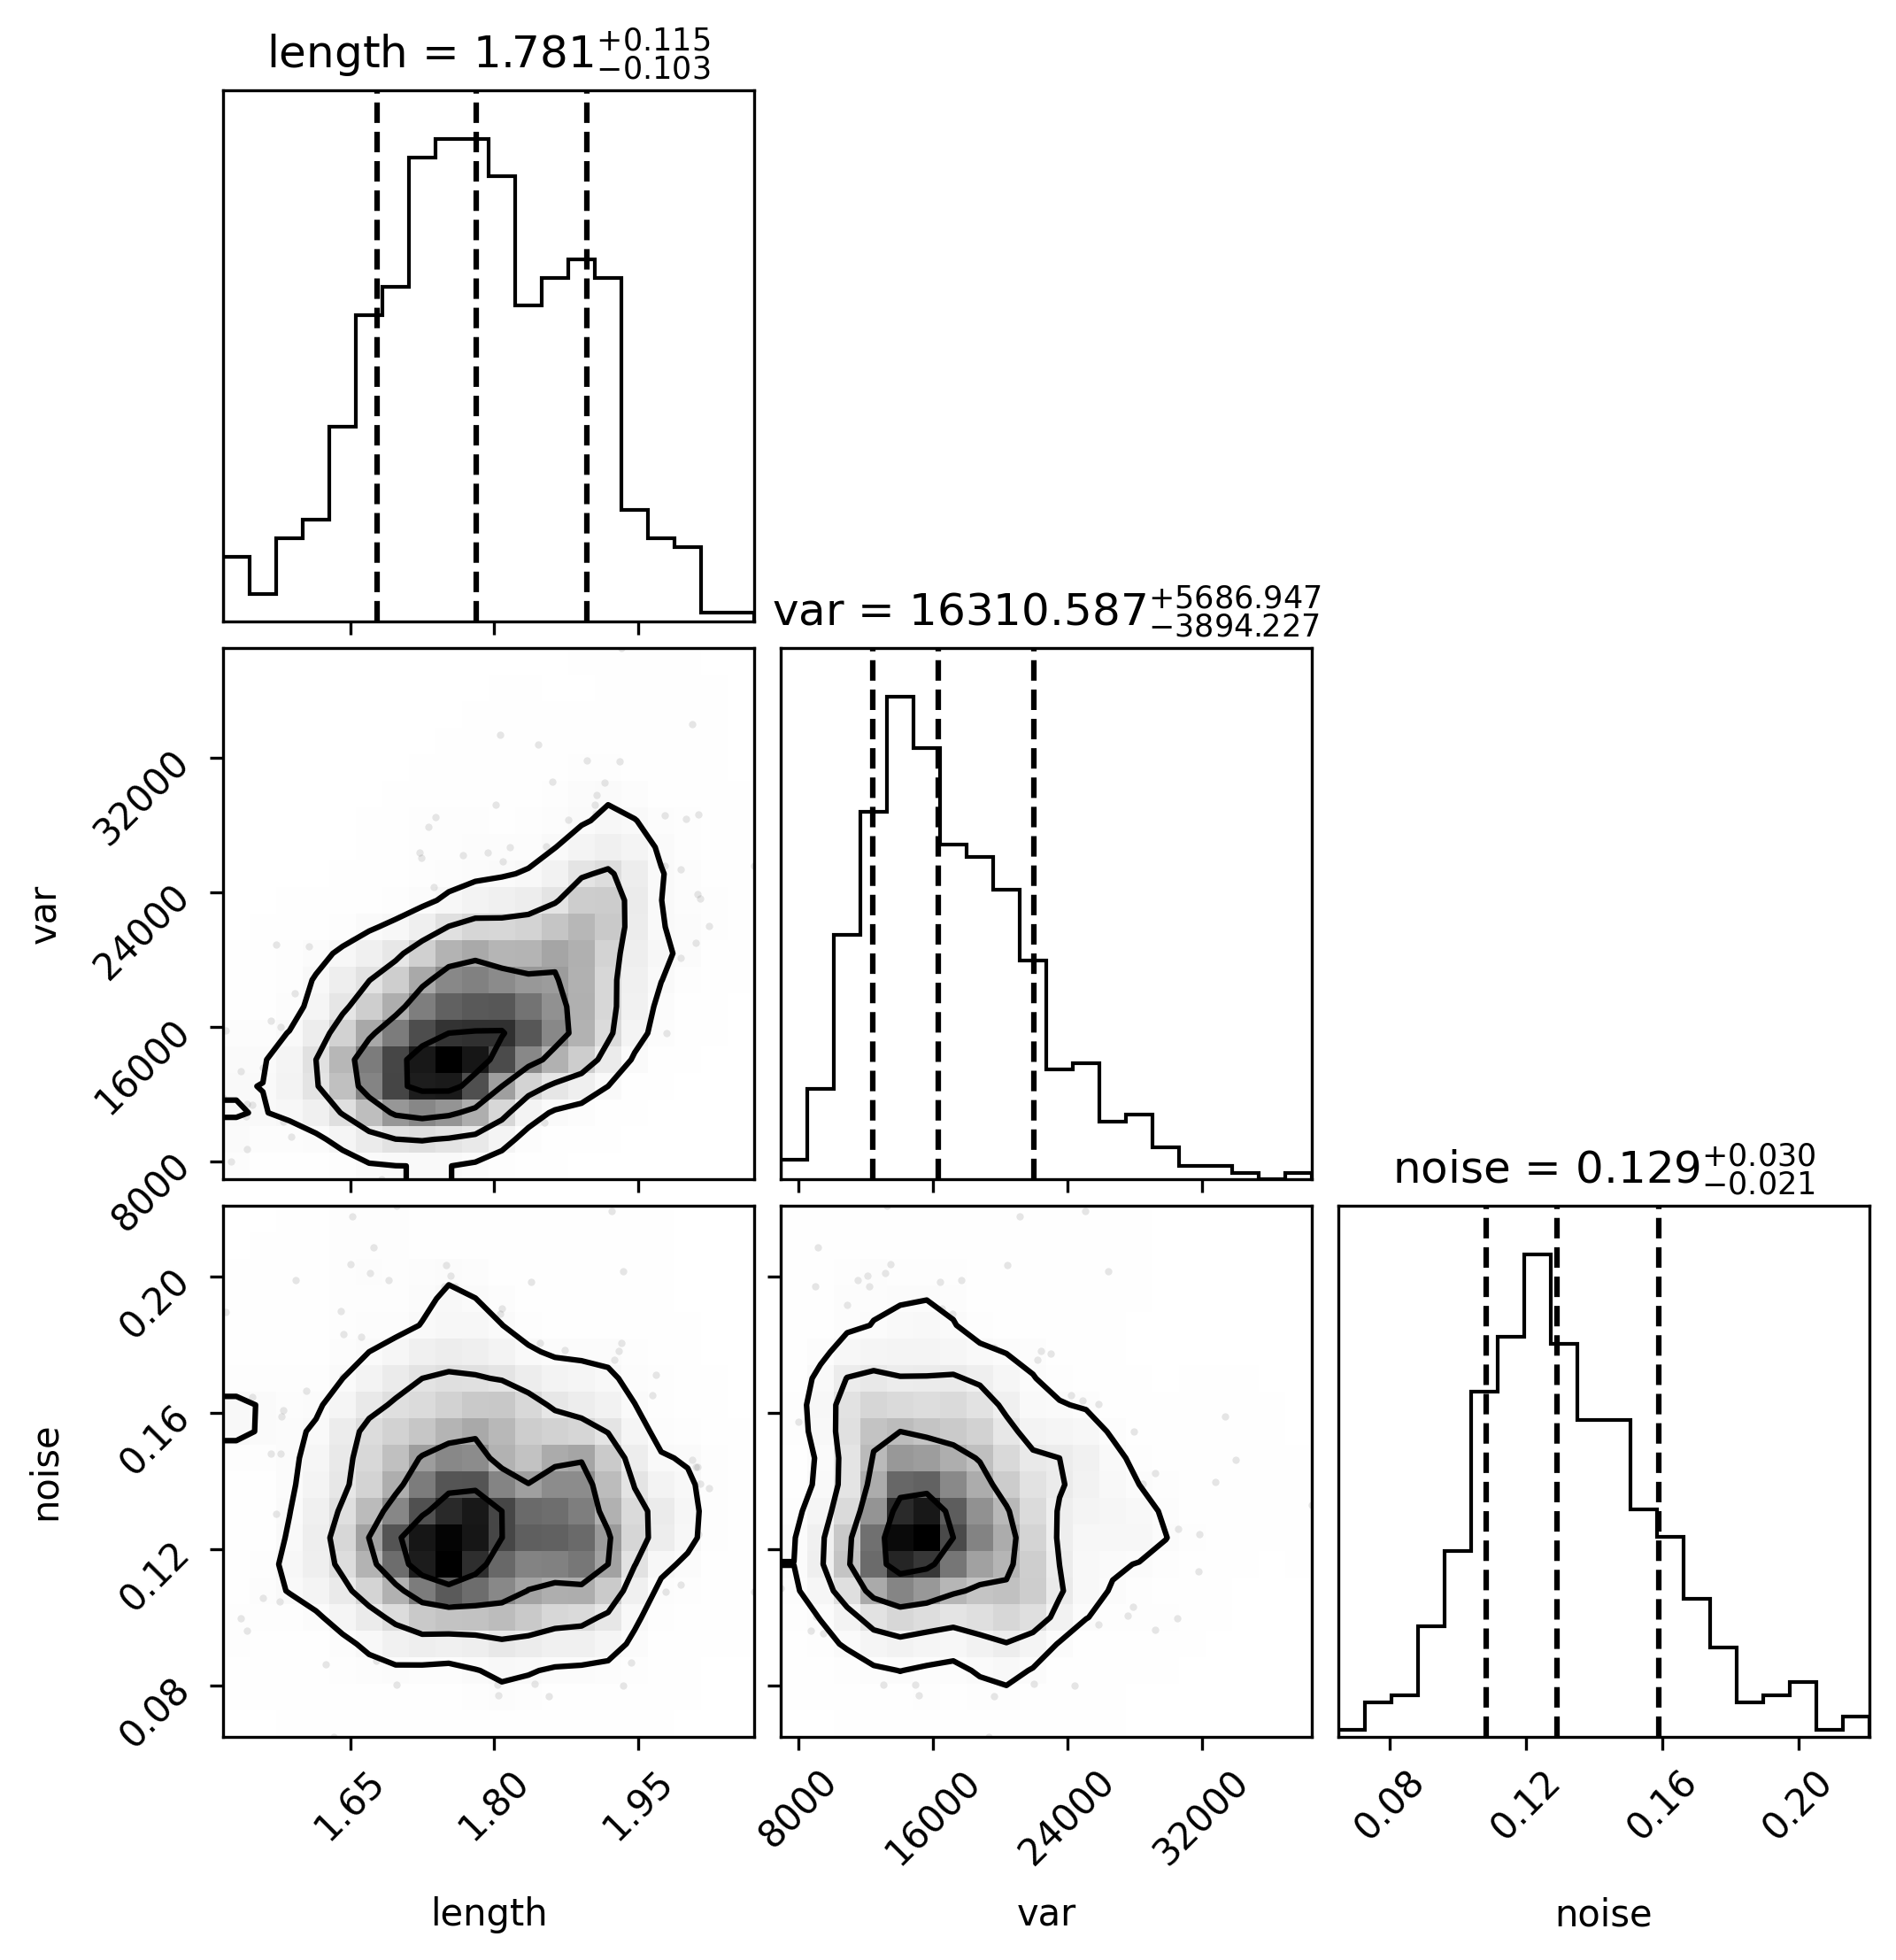 length = 1.781 +0.115 −0.103
var = 16310.587 +5686.947 −3894.227
var
32000
24000
16000
8000
noise = 0.129 +0.030 −0.021
noise
0.20
0.16
0.12
0.08
1.65 1.80 1.95 8000 16000 24000 32000 0.08 0.12 0.16 0.20
length var noise